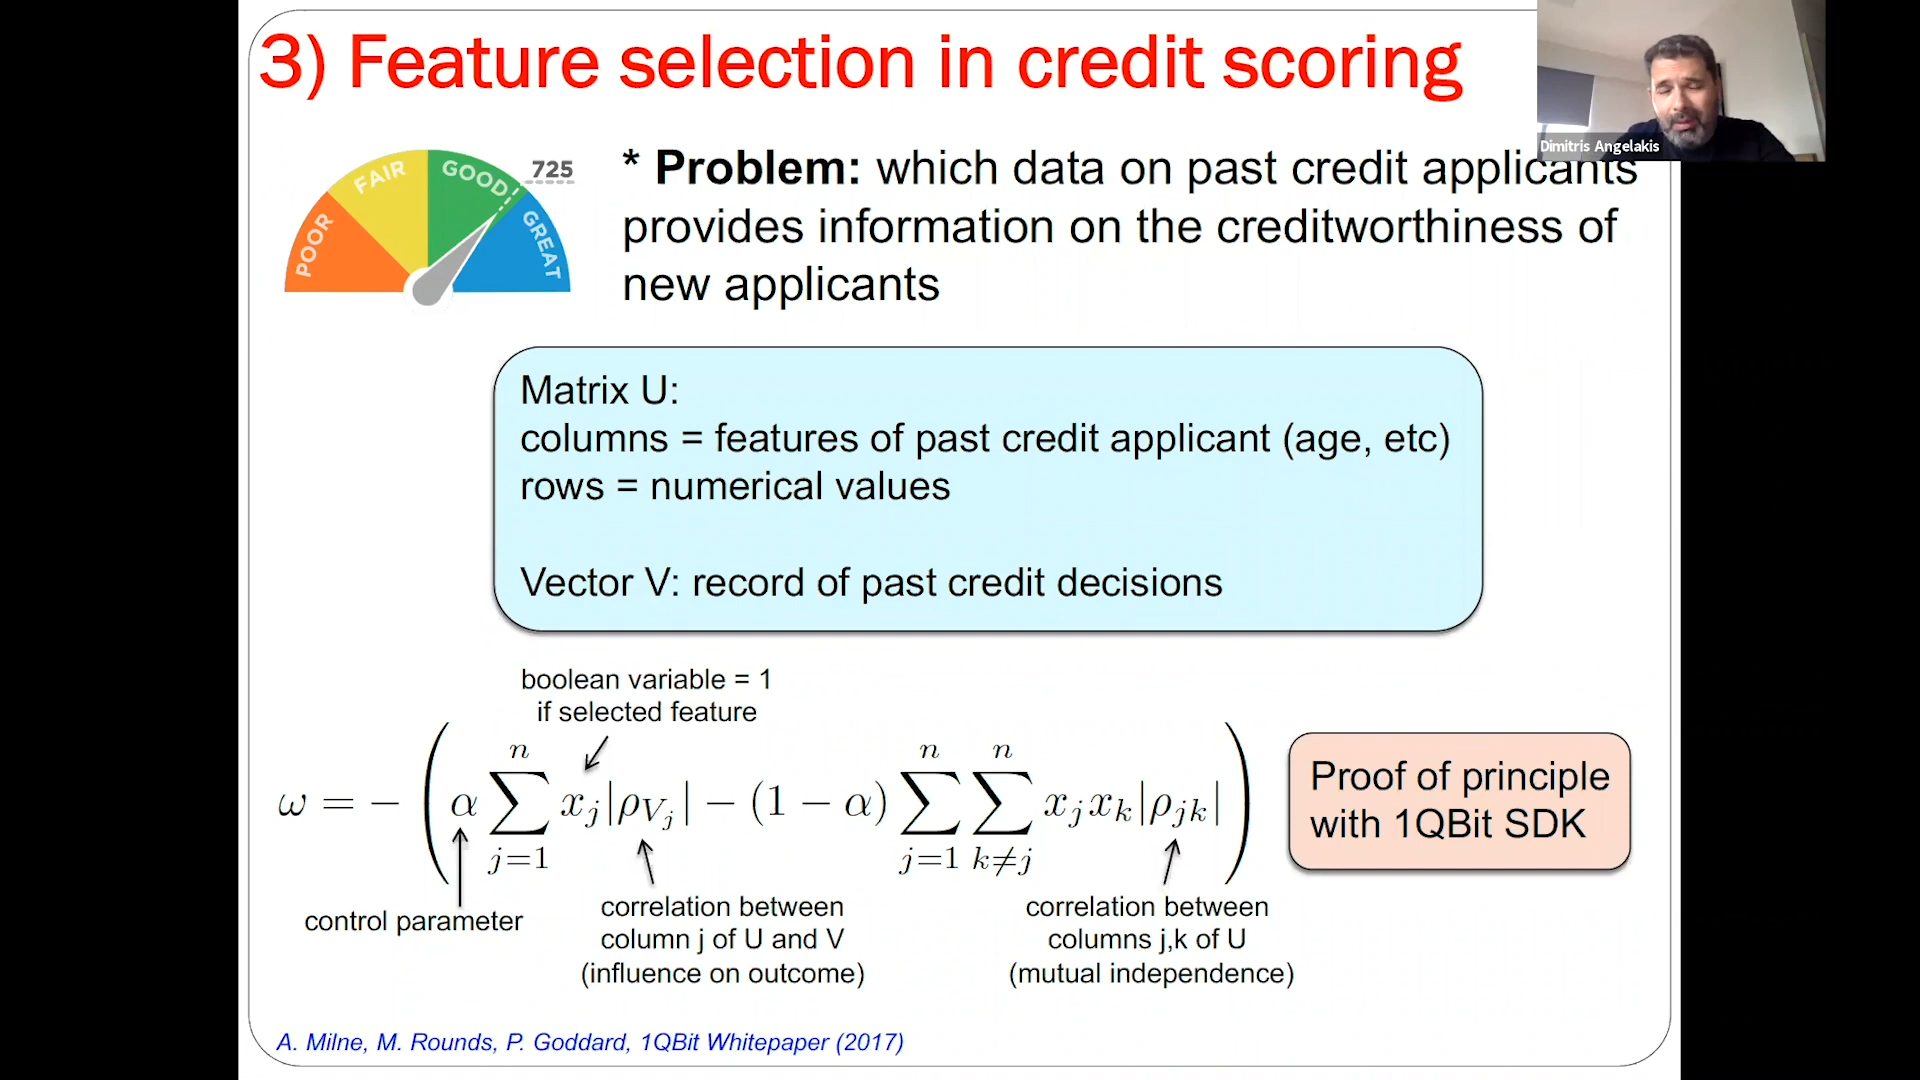 3) Feature selection in credit scoring
Dimitris Angelakis
POOR
FAIR
GOOD
GREAT
725
* Problem: which data on past credit applicants
provides information on the creditworthiness of
new applicants
Matrix U:
columns = features of past credit applicant (age, etc)
rows = numerical values
Vector V: record of past credit decisions
boolean variable = 1
if selected feature
ω = − ( α ∑_{j=1}^{n} x_j |ρ_{V_j}| − (1 − α) ∑_{j=1}^{n} ∑_{k≠j}^{n} x_j x_k |ρ_{jk}| )
control parameter
correlation between
column j of U and V
(influence on outcome)
correlation between
columns j,k of U
(mutual independence)
Proof of principle
with 1QBit SDK
A. Milne, M. Rounds, P. Goddard, 1QBit Whitepaper (2017)